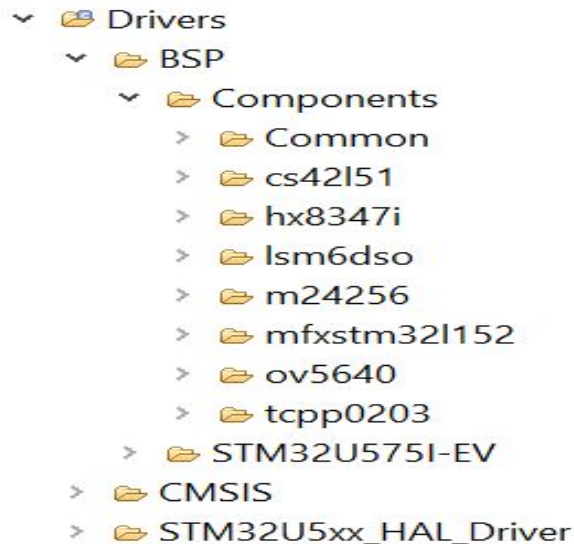 Drivers
BSP
Components
Common
cs42l51
hx8347i
lsm6dso
m24256
mfxstm32l152
ov5640
tcpp0203
STM32U575I-EV
CMSIS
STM32U5xx_HAL_Driver